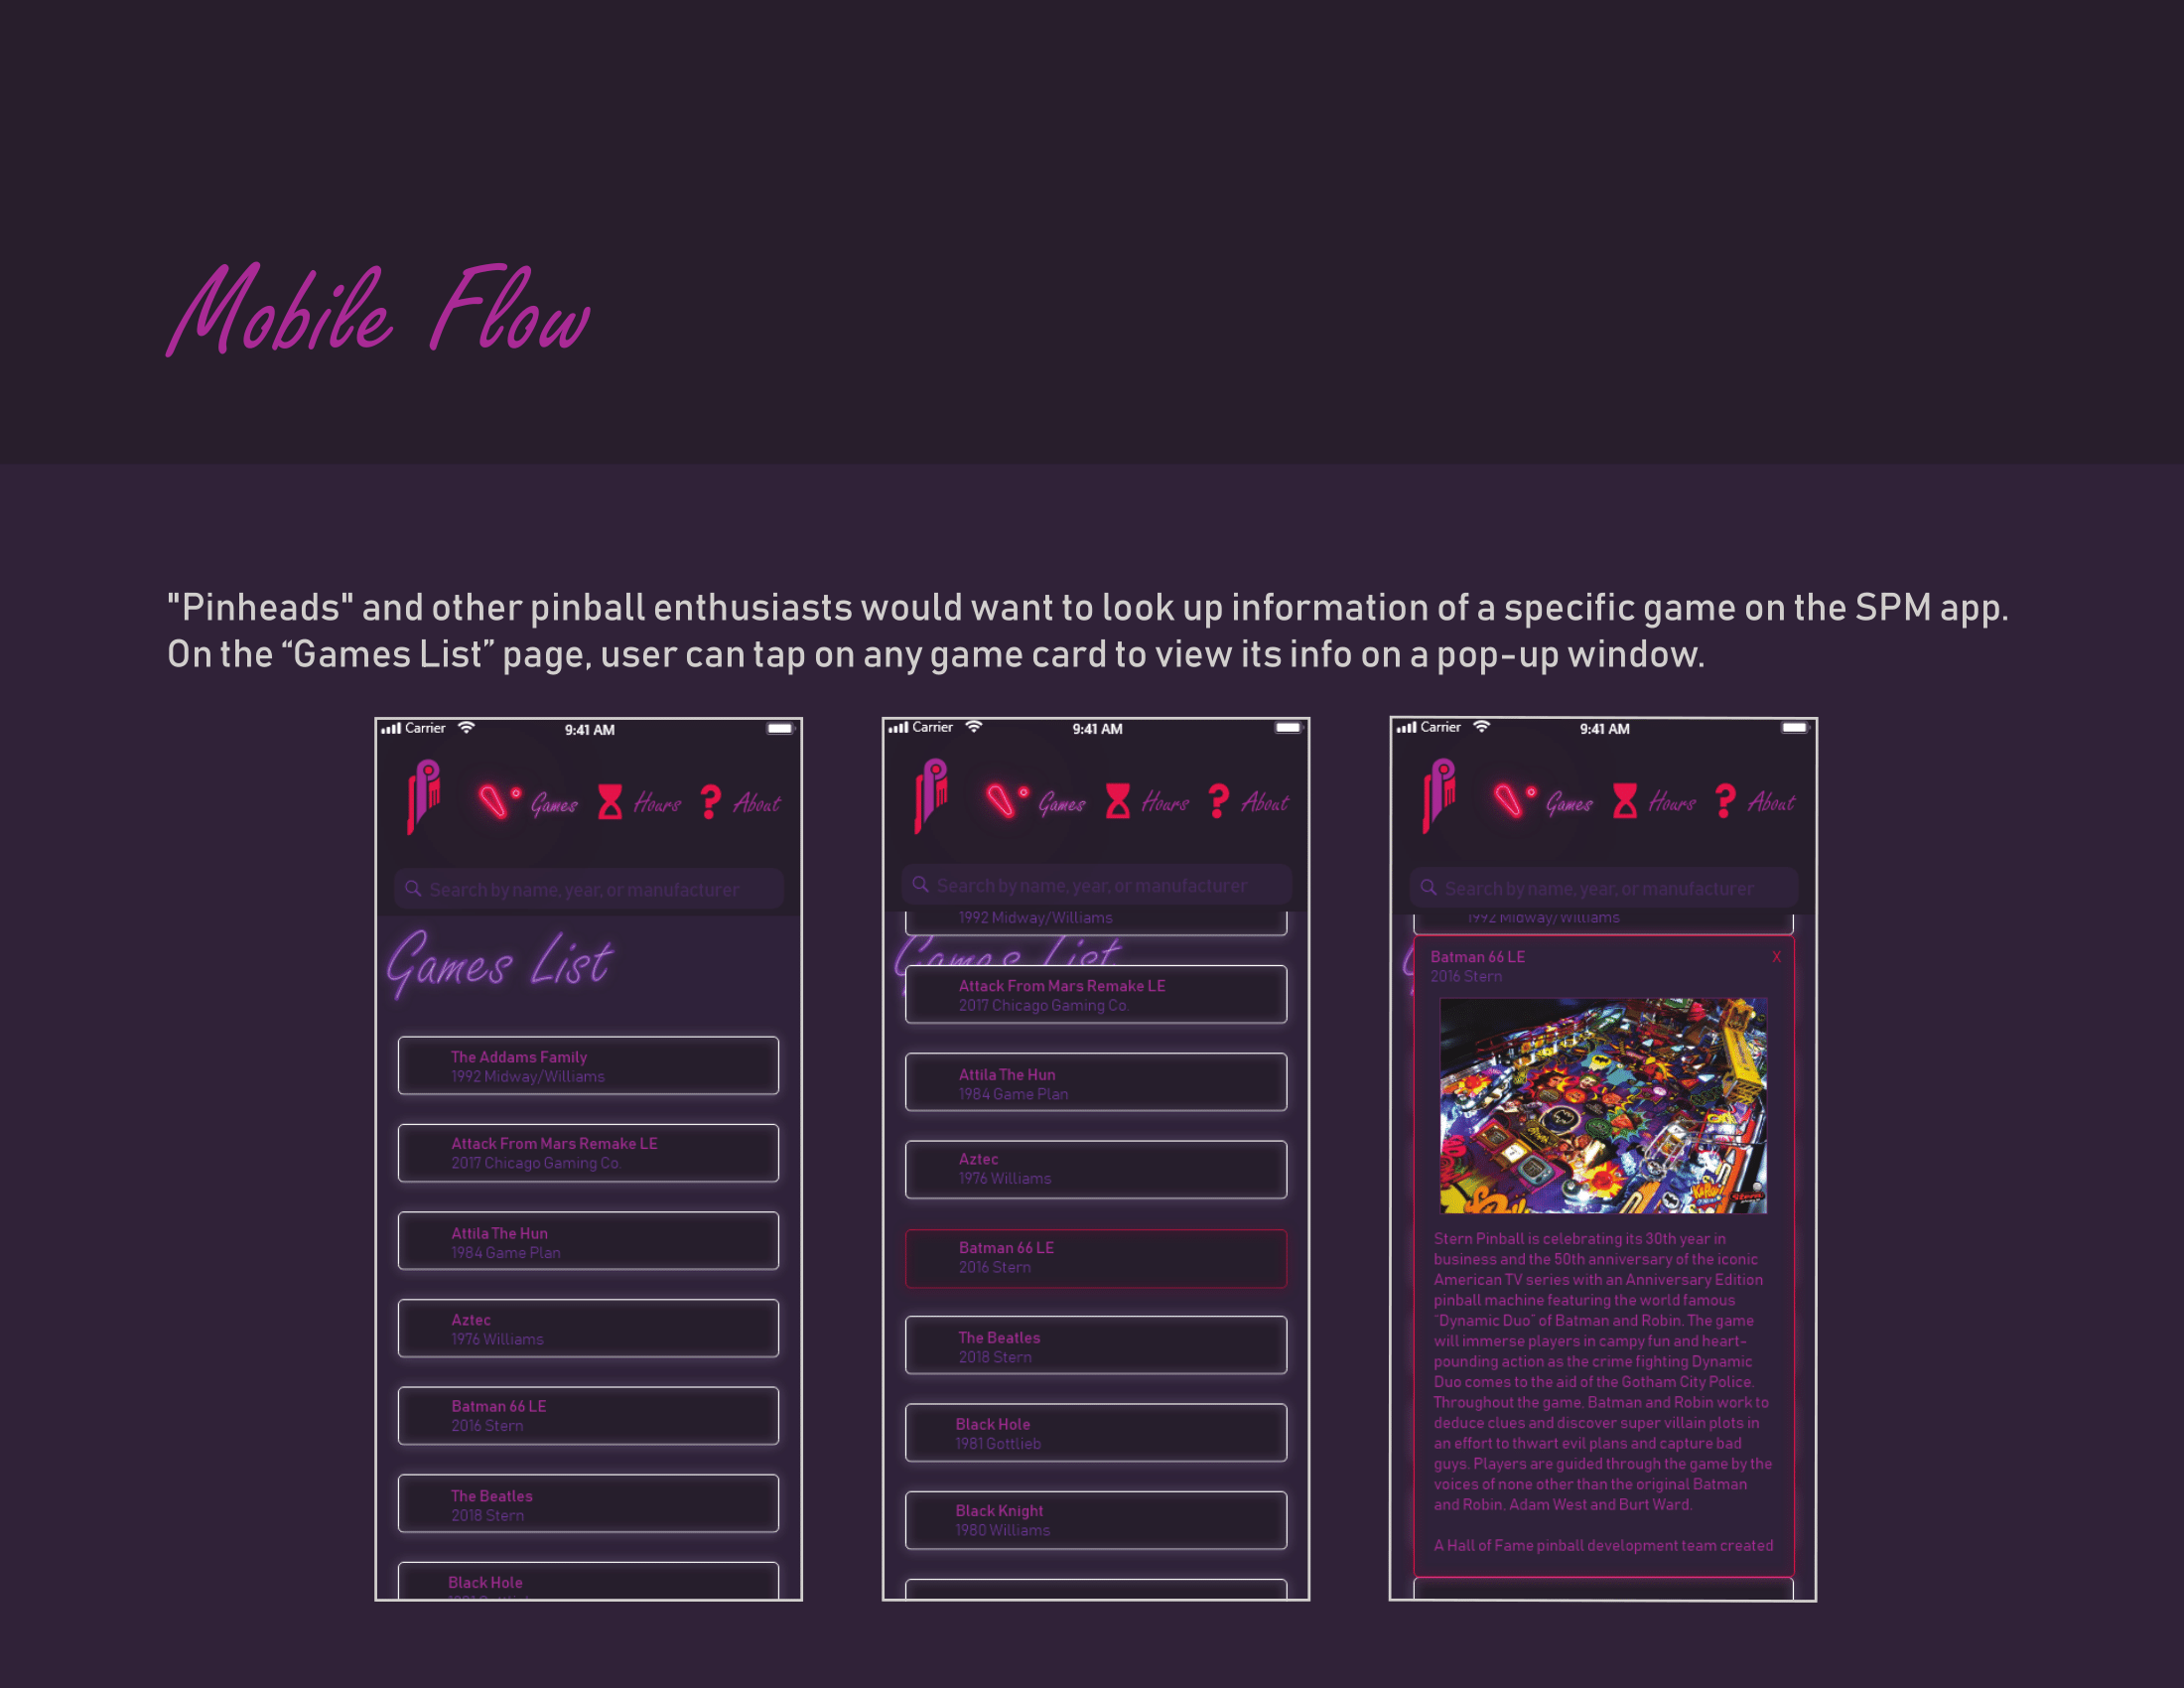 Mobile Flow
"Pinheads" and other pinball enthusiasts would want to look up information of a specific game on the SPM app.
On the “Games List” page, user can tap on any game card to view its info on a pop-up window.
Carrier 9:41 AM
Games Hours About
Search by name, year, or manufacturer
Games List
The Addams Family
1992 Midway/Williams
Attack From Mars Remake LE
2017 Chicago Gaming Co.
Attila The Hun
1984 Game Plan
Aztec
1976 Williams
Batman 66 LE
2016 Stern
The Beatles
2018 Stern
Black Hole
Carrier 9:41 AM
Games Hours About
Search by name, year, or manufacturer
1992 Midway/Williams
Games List
Attack From Mars Remake LE
2017 Chicago Gaming Co.
Attila The Hun
1984 Game Plan
Aztec
1976 Williams
Batman 66 LE
2016 Stern
The Beatles
2018 Stern
Black Hole
1981 Gottlieb
Black Knight
1980 Williams
Carrier 9:41 AM
Games Hours About
Search by name, year, or manufacturer
1992 Midway/Williams
Batman 66 LE X
2016 Stern
Stern Pinball is celebrating its 30th year in
business and the 50th anniversary of the iconic
American TV series with an Anniversary Edition
pinball machine featuring the world famous
“Dynamic Duo” of Batman and Robin. The game
will immerse players in campy fun and heart-
pounding action as the crime fighting Dynamic
Duo comes to the aid of the Gotham City Police.
Throughout the game, Batman and Robin work to
deduce clues and discover super villain plots in
an effort to thwart evil plans and capture bad
guys. Players are guided through the game by the
voices of none other than the original Batman
and Robin, Adam West and Burt Ward.
A Hall of Fame pinball development team created